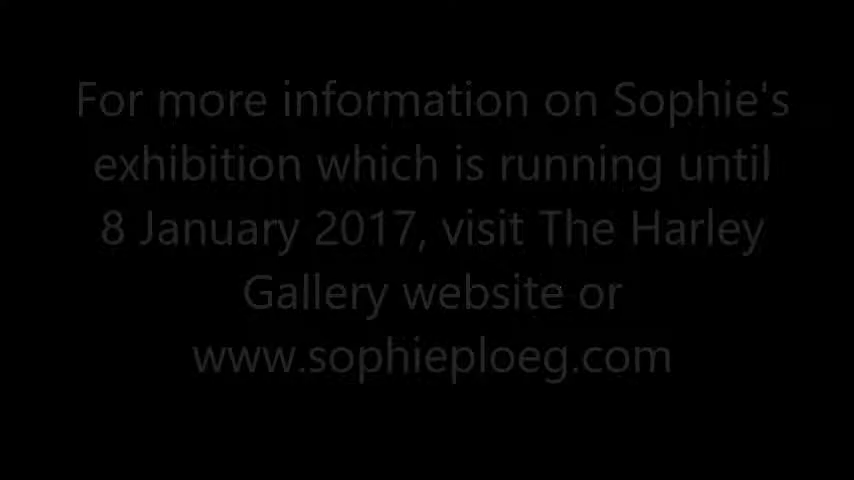 For more information on Sophie's
exhibition which is running until
8 January 2017, visit The Harley
Gallery website or
www.sophieploeg.com